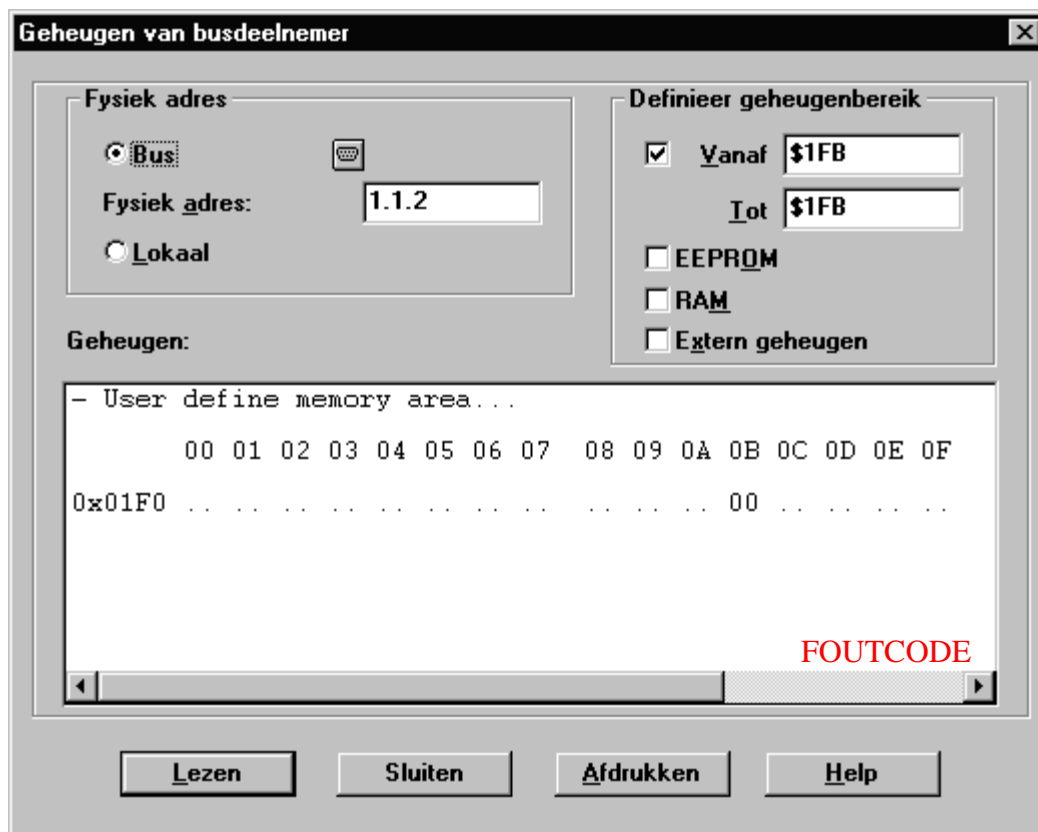 Geheugen van busdeelnemer
Fysiek adres
Bus
Fysiek adres: 1.1.2
Lokaal
Definieer geheugenbereik
Vanaf $1FB
Tot $1FB
EEPROM
RAM
Extern geheugen
Geheugen:
- User define memory area...
00 01 02 03 04 05 06 07 08 09 0A 0B 0C 0D 0E 0F
0x01F0 .. .. .. .. .. .. .. .. .. .. .. 00 .. .. .. ..
FOUTCODE
Lezen
Sluiten
Afdrukken
Help